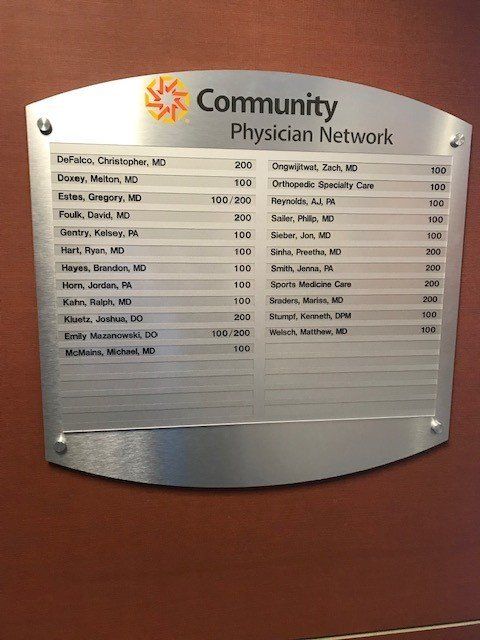 Community
Physician Network
DeFalco, Christopher, MD 200
Doxey, Melton, MD 100
Estes, Gregory, MD 100/200
Foulk, David, MD 200
Gentry, Kelsey, PA 100
Hart, Ryan, MD 100
Hayes, Brandon, MD 100
Horn, Jordan, PA 100
Kahn, Ralph, MD 100
Kluetz, Joshua, DO 200
Emily Mazanowski, DO 100/200
McMains, Michael, MD 100
Ongwijitwat, Zach, MD 100
Orthopedic Specialty Care 100
Reynolds, AJ, PA 100
Sailer, Philip, MD 100
Sieber, Jon, MD 100
Sinha, Preetha, MD 200
Smith, Jenna, PA 200
Sports Medicine Care 200
Sraders, Mariss, MD 200
Stumpf, Kenneth, DPM 100
Welsch, Matthew, MD 100